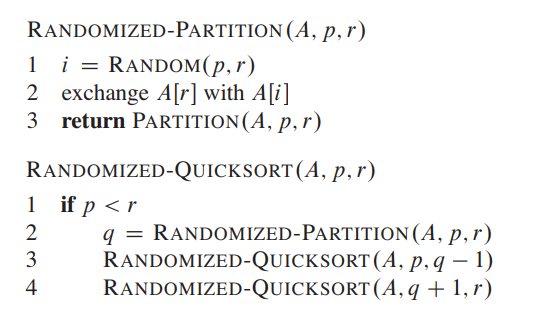 RANDOMIZED-PARTITION(A, p, r)
1 i = RANDOM(p, r)
2 exchange A[r] with A[i]
3 return PARTITION(A, p, r)
RANDOMIZED-QUICKSORT(A, p, r)
1 if p < r
2 q = RANDOMIZED-PARTITION(A, p, r)
3 RANDOMIZED-QUICKSORT(A, p, q − 1)
4 RANDOMIZED-QUICKSORT(A, q + 1, r)